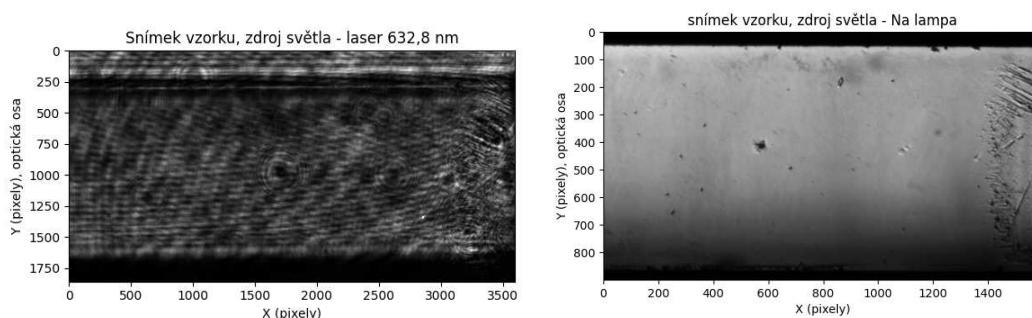 Snímek vzorku, zdroj světla - laser 632,8 nm
Y (pixely), optická osa
0
250
500
750
1000
1250
1500
1750
0 500 1000 1500 2000 2500 3000 3500
X (pixely)
snímek vzorku, zdroj světla - Na lampa
Y (pixely), optická osa
0
100
200
300
400
500
600
700
800
0 200 400 600 800 1000 1200 1400
X (pixely)